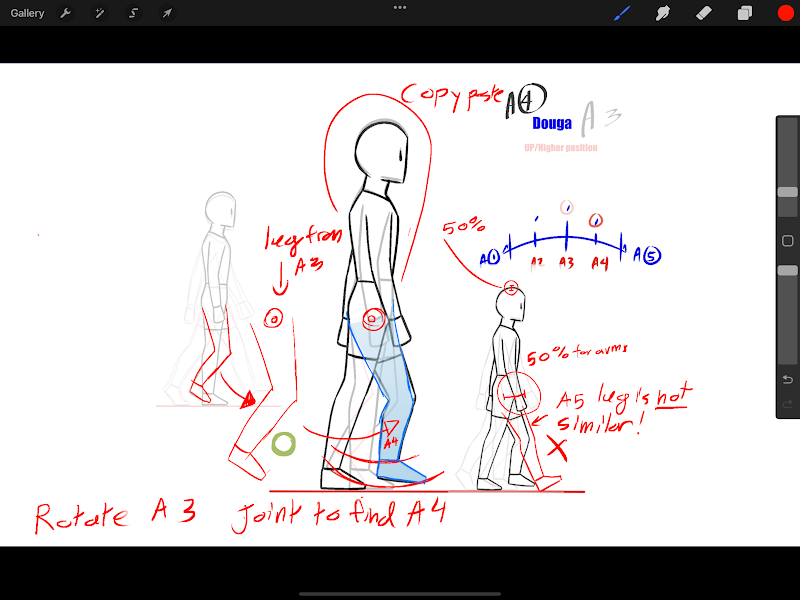 Gallery
Copy paste A④
Douga A3
UP/Higher position
leg from
A3
50%
A① A2 A3 A4 A⑤
50% for arms
A5 leg is not
similar!
A4
Rotate A3 Joint to find A4